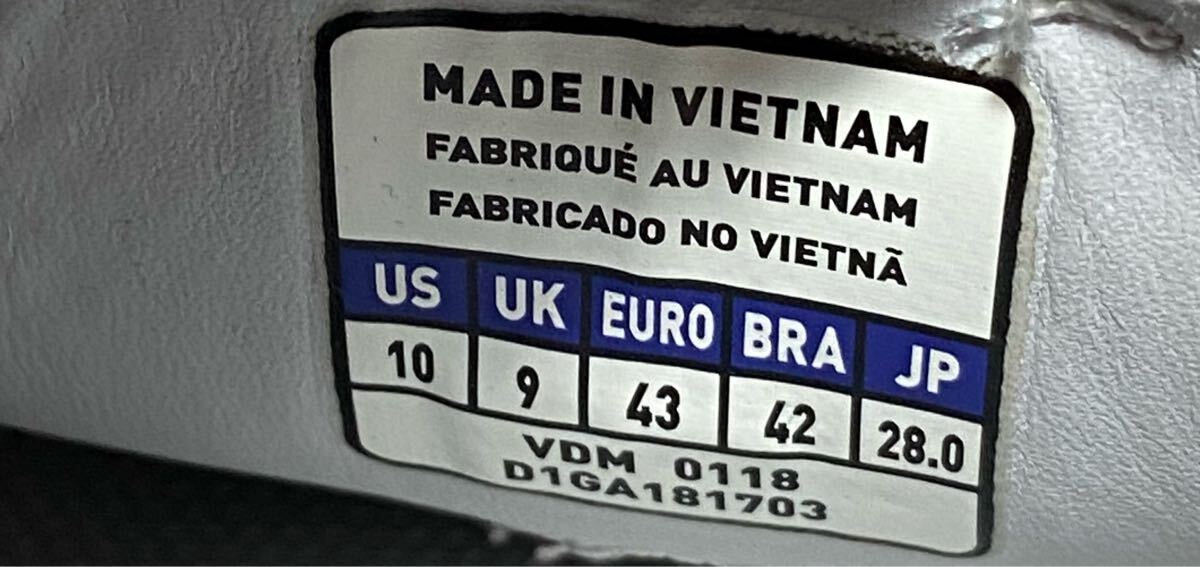 MADE IN VIETNAM
FABRIQUÉ AU VIETNAM
FABRICADO NO VIETNÃ
US UK EURO BRA JP
10 9 43 42 28.0
VDM 0118
D1GA181703